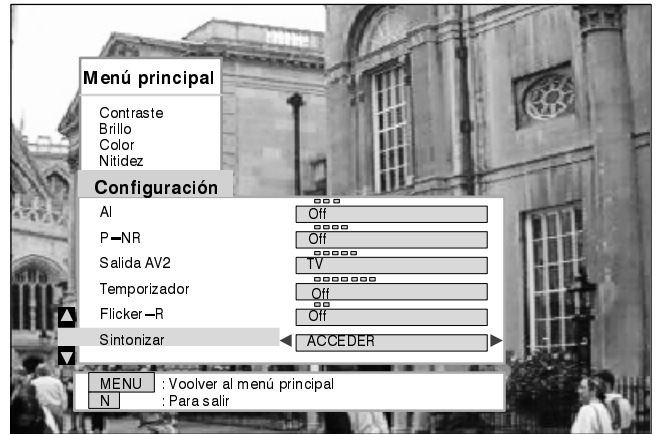 Menú principal
Contraste
Brillo
Color
Nitidez
Configuración
AI Off
P-NR Off
Salida AV2 TV
Temporizador Off
Flicker-R Off
Sintonizar ACCEDER
MENU : Voolver al menú principal
N : Para salir